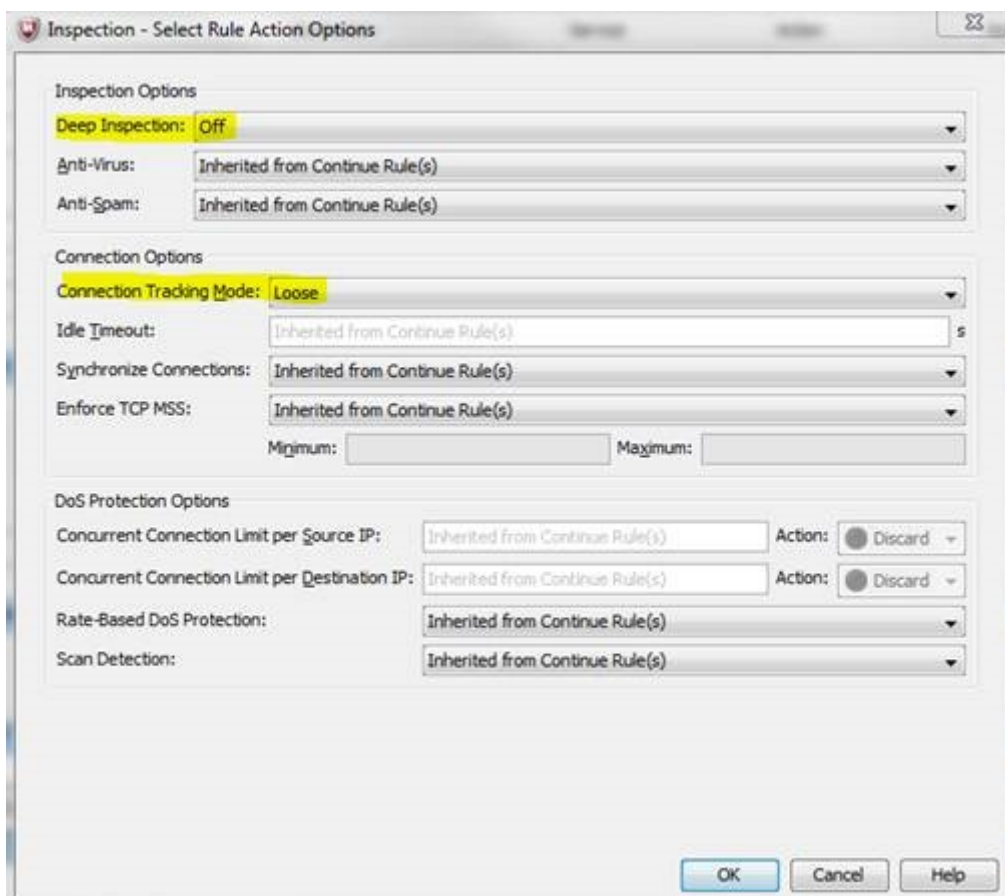 Inspection - Select Rule Action Options
Inspection Options
Deep Inspection: Off
Anti-Virus: Inherited from Continue Rule(s)
Anti-Spam: Inherited from Continue Rule(s)
Connection Options
Connection Tracking Mode: Loose
Idle Timeout: Inherited from Continue Rule(s) s
Synchronize Connections: Inherited from Continue Rule(s)
Enforce TCP MSS: Inherited from Continue Rule(s)
Minimum: Maximum:
DoS Protection Options
Concurrent Connection Limit per Source IP: Inherited from Continue Rule(s) Action: Discard
Concurrent Connection Limit per Destination IP: Inherited from Continue Rule(s) Action: Discard
Rate-Based DoS Protection: Inherited from Continue Rule(s)
Scan Detection: Inherited from Continue Rule(s)
OK Cancel Help